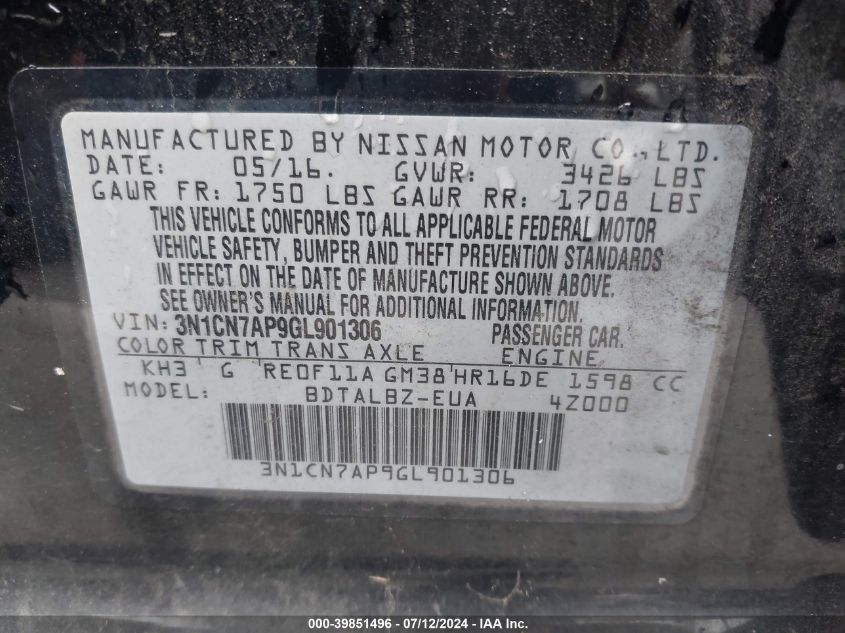 MANUFACTURED BY NISSAN MOTOR CO., LTD.
DATE: 05/16. GVWR: 3426 LBS
GAWR FR: 1750 LBS GAWR RR: 1708 LBS
THIS VEHICLE CONFORMS TO ALL APPLICABLE FEDERAL MOTOR
VEHICLE SAFETY, BUMPER AND THEFT PREVENTION STANDARDS
IN EFFECT ON THE DATE OF MANUFACTURE SHOWN ABOVE.
SEE OWNER'S MANUAL FOR ADDITIONAL INFORMATION.
VIN: 3N1CN7AP9GL901306 PASSENGER CAR.
COLOR TRIM TRANS AXLE ENGINE
KH3 G RE0F11A GM38 HR16DE 1598 CC
MODEL: BDTALBZ-EUA 4Z000
3N1CN7AP9GL901306
000-39851496 - 07/12/2024 - IAA Inc.